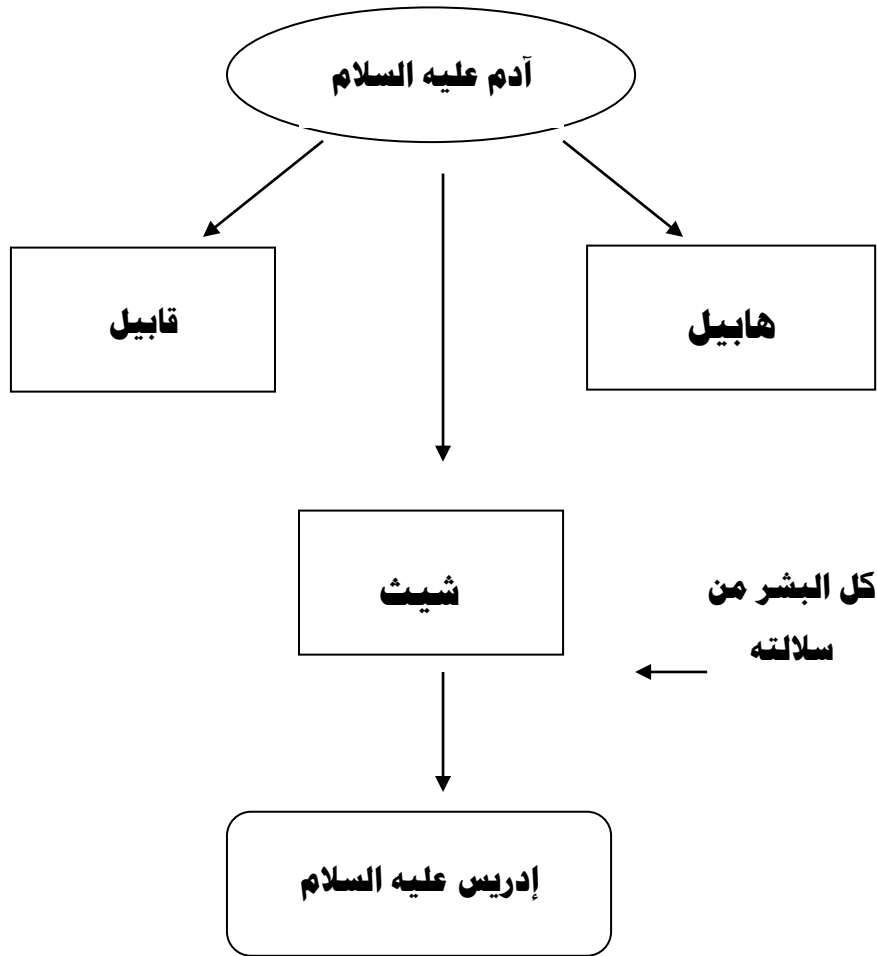 آدم عليه السلام
هابيل
قابيل
شيث
كل البشر من
سلالته
إدريس عليه السلام